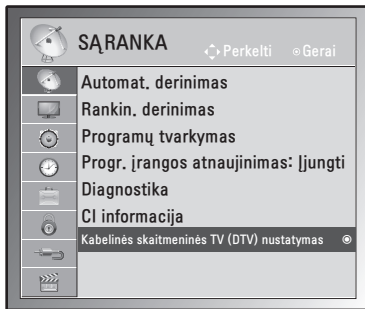 SĄRANKA
Perkelti
Gerai
Automat. derinimas
Rankin. derinimas
Programų tvarkymas
Progr. įrangos atnaujinimas: Įjungti
Diagnostika
CI informacija
Kabelinės skaitmeninės TV (DTV) nustatymas